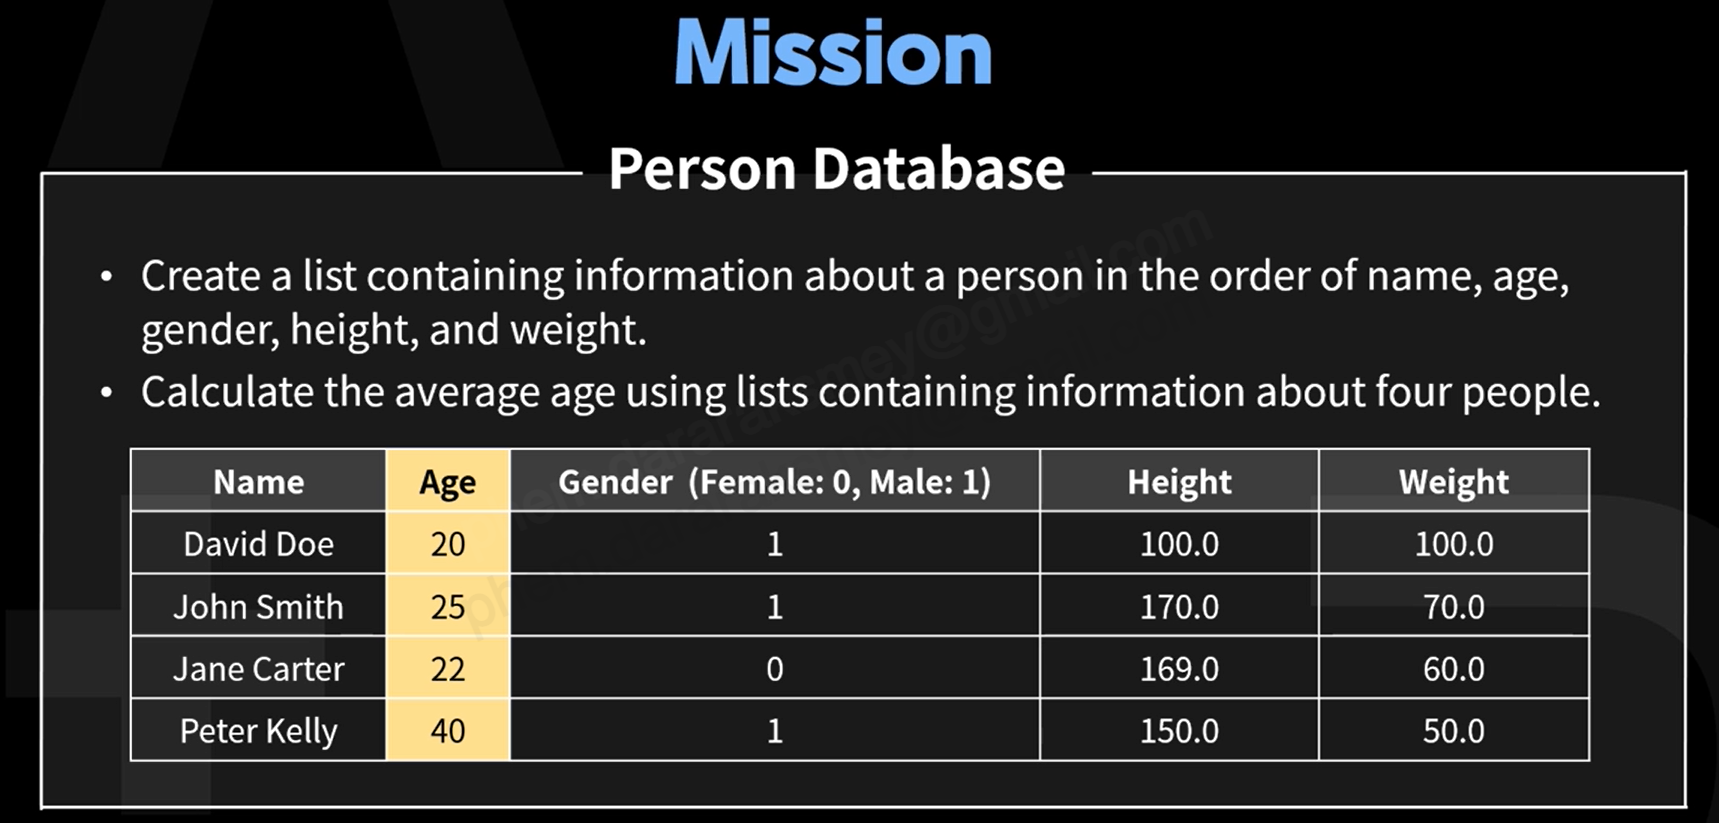 Mission
Person Database
• Create a list containing information about a person in the order of name, age,
gender, height, and weight.
• Calculate the average age using lists containing information about four people.
Name Age Gender (Female: 0, Male: 1) Height Weight
David Doe 20 1 100.0 100.0
John Smith 25 1 170.0 70.0
Jane Carter 22 0 169.0 60.0
Peter Kelly 40 1 150.0 50.0